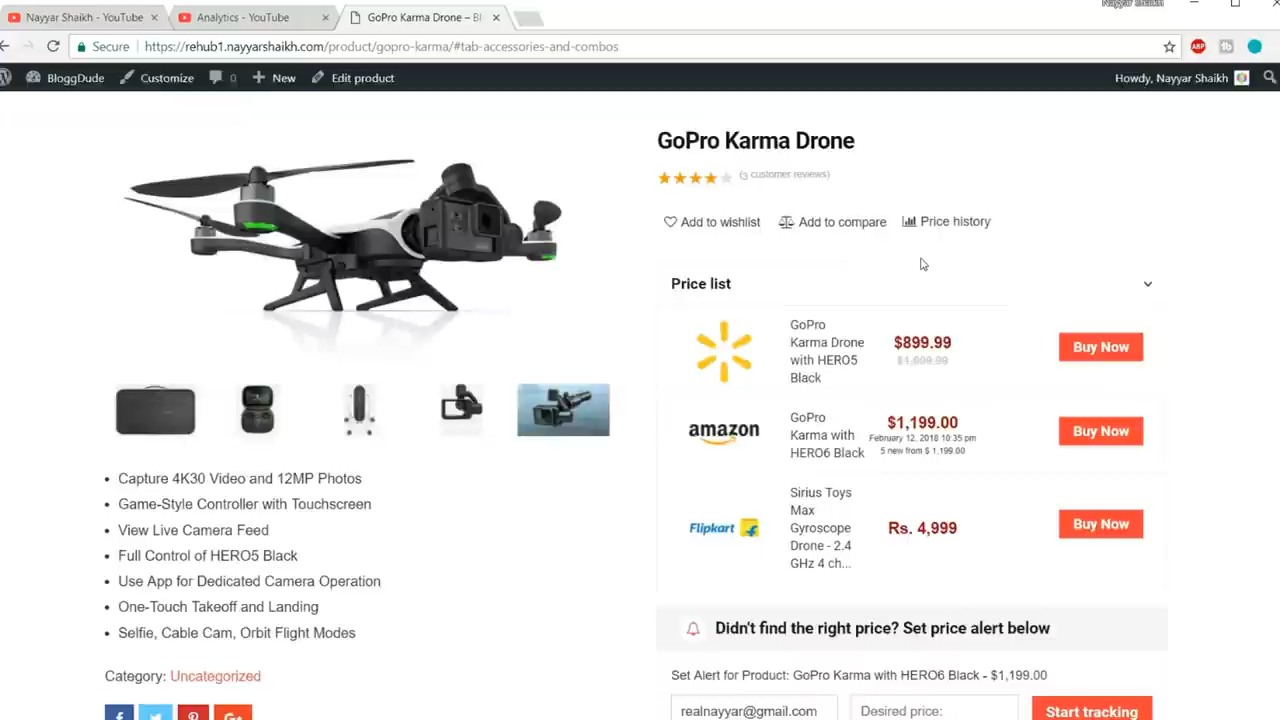 Nayyar Shaikh - YouTube
Analytics - YouTube
GoPro Karma Drone – Bl
Nayyar Shaikh
Secure
https://rehub1.nayyarshaikh.com/product/gopro-karma/#tab-accessories-and-combos
ABP
BloggDude
Customize
0
New
Edit product
Howdy, Nayyar Shaikh
GoPro Karma Drone
(3 customer reviews)
Add to wishlist
Add to compare
Price history
Price list
GoPro
Karma Drone
with HERO5
Black
$899.99
Buy Now
amazon
GoPro
Karma with
HERO6 Black
$1,199.00
February 12, 2018 10:35 pm
5 new from $ 1,199.00
Buy Now
Flipkart
Sirius Toys
Max
Gyroscope
Drone - 2.4
GHz 4 ch...
Rs. 4,999
Buy Now
Capture 4K30 Video and 12MP Photos
Game-Style Controller with Touchscreen
View Live Camera Feed
Full Control of HERO5 Black
Use App for Dedicated Camera Operation
One-Touch Takeoff and Landing
Selfie, Cable Cam, Orbit Flight Modes
Category: Uncategorized
Didn't find the right price? Set price alert below
Set Alert for Product: GoPro Karma with HERO6 Black - $1,199.00
realnayyar@gmail.com
Desired price:
Start tracking